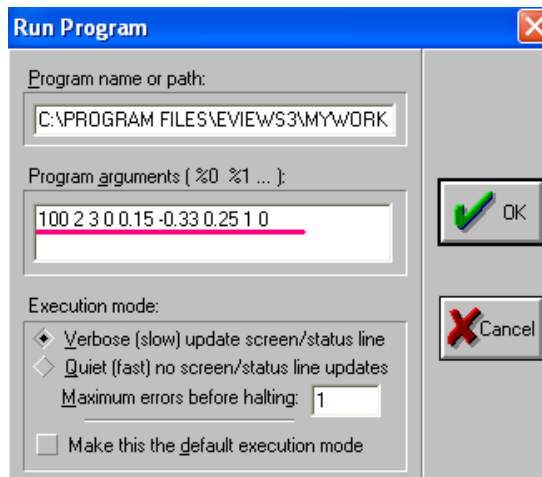 Run Program
Program name or path:
C:\PROGRAM FILES\EVIEWS3\MYWORK
Program arguments ( %0 %1 ... ):
100 2 3 0 0.15 -0.33 0.25 1 0
OK
Execution mode:
Verbose (slow) update screen/status line
Quiet (fast) no screen/status line updates
Cancel
Maximum errors before halting: 1
Make this the default execution mode